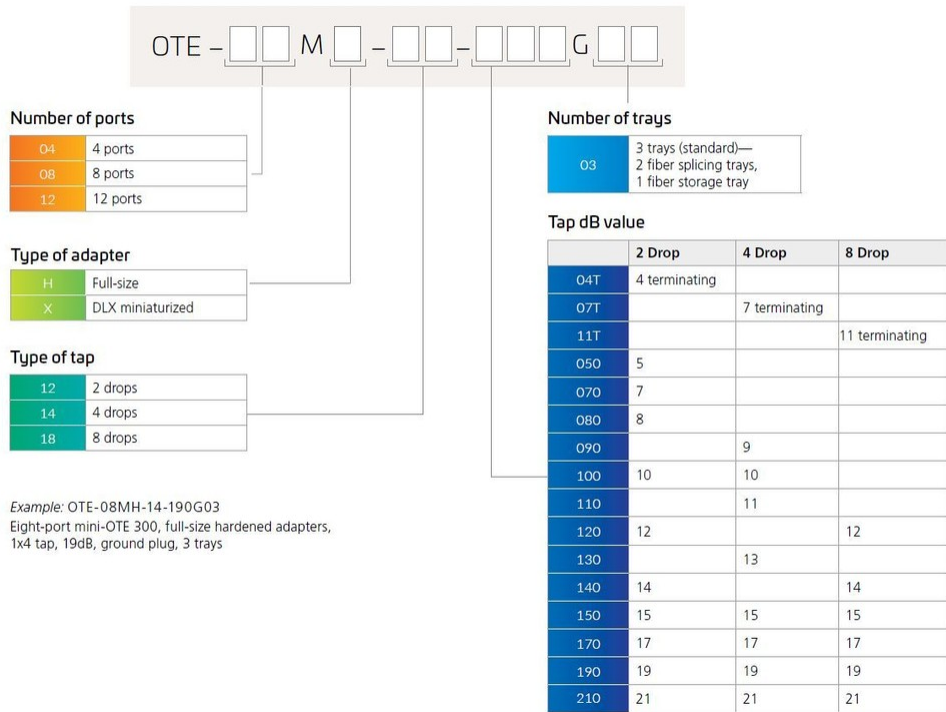 OTE – M – – G
Number of ports
04 4 ports
08 8 ports
12 12 ports
Type of adapter
H Full-size
X DLX miniaturized
Type of tap
12 2 drops
14 4 drops
18 8 drops
Example: OTE-08MH-14-190G03
Eight-port mini-OTE 300, full-size hardened adapters,
1x4 tap, 19dB, ground plug, 3 trays
Number of trays
03 3 trays (standard)—
2 fiber splicing trays,
1 fiber storage tray
Tap dB value
2 Drop 4 Drop 8 Drop
04T 4 terminating
07T 7 terminating
11T 11 terminating
050 5
070 7
080 8
090 9
100 10 10
110 11
120 12 12
130 13
140 14 14
150 15 15 15
170 17 17 17
190 19 19 19
210 21 21 21